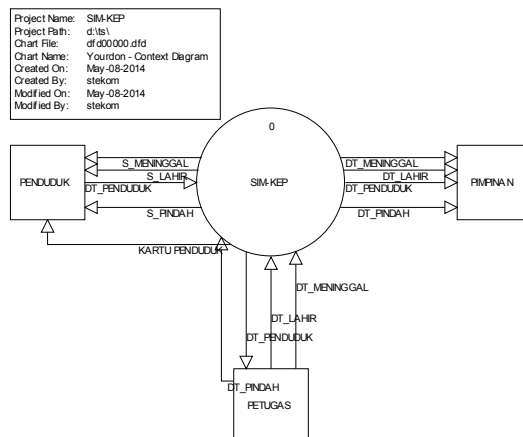 Project Name: SIM-KEP
Project Path: d:\ts\
Chart File: dfd00000.dfd
Chart Name: Yourdon - Context Diagram
Created On: May-08-2014
Created By: stekom
Modified On: May-08-2014
Modified By: stekom
0
SIM-KEP
PENDUDUK
S_MENINGGAL
S_LAHIR
DT_PENDUDUK
S_PINDAH
KARTU PENDUDUK
DT_MENINGGAL
DT_LAHIR
DT_PENDUDUK
DT_PINDAH
PIMPINAN
DT_MENINGGAL
DT_LAHIR
DT_PENDUDUK
DT_PINDAH
PETUGAS